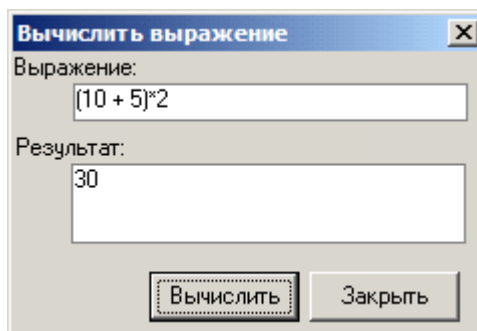 Вычислить выражение
Выражение:
(10 + 5)*2
Результат:
30
Вычислить Закрыть